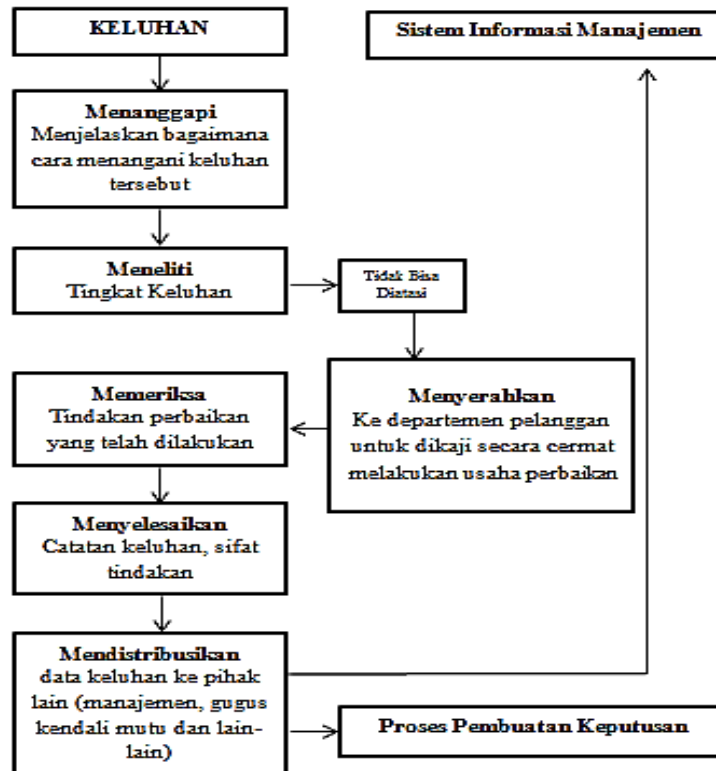 KELUHAN
Sistem Informasi Manajemen
Menanggapi
Menjelaskan bagaimana
cara menangani keluhan
tersebut
Meneliti
Tingkat Keluhan
Tidak Bisa
Diatasi
Menyerahkan
Ke departemen pelanggan
untuk dikaji secara cermat
melakukan usaha perbaikan
Memeriksa
Tindakan perbaikan
yang telah dilakukan
Menyelesaikan
Catatan keluhan, sifat
tindakan
Mendistribusikan
data keluhan ke pihak
lain (manajemen, gugus
kendali mutu dan lain-
lain)
Proses Pembuatan Keputusan